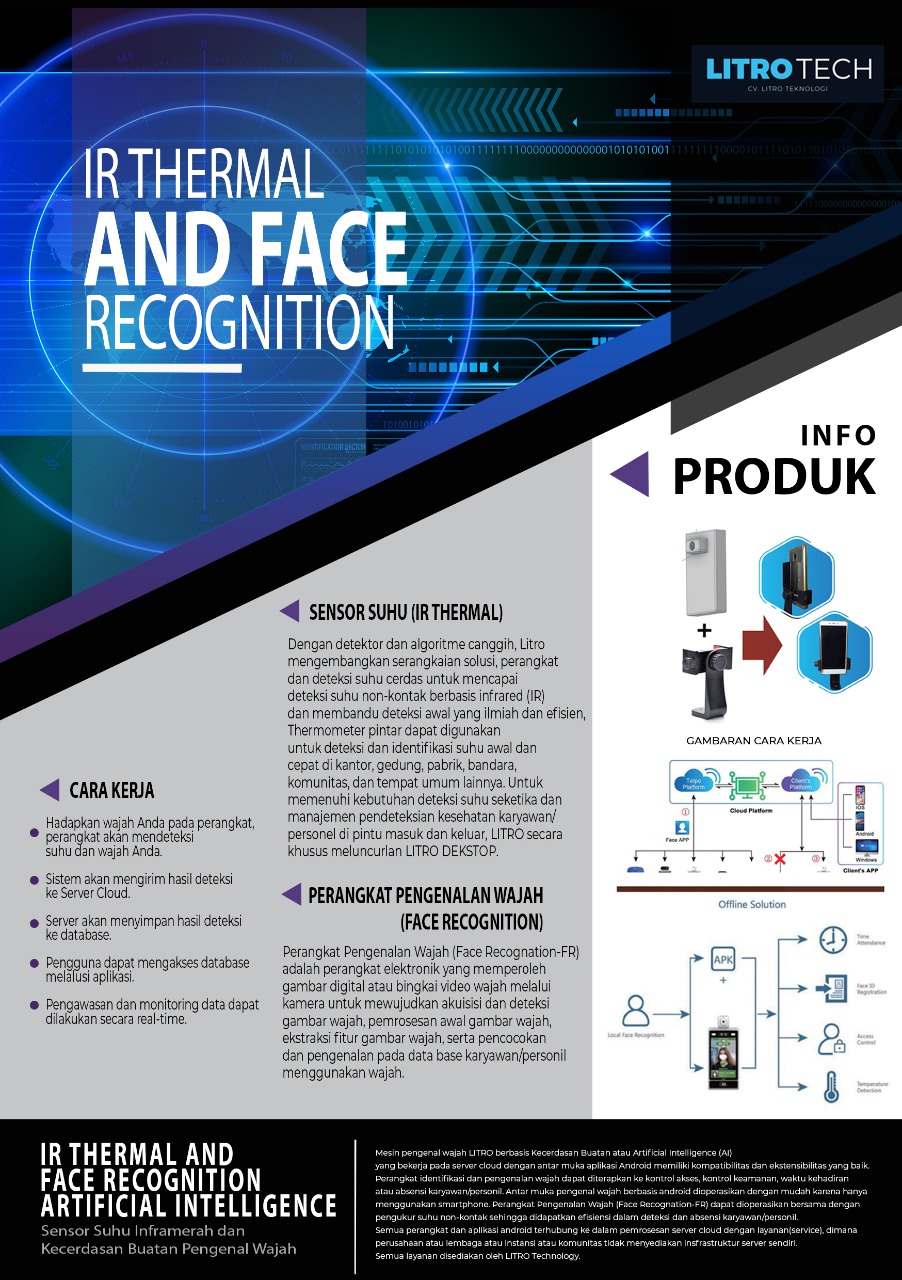 LITROTECH
CV. LITRO TEKNOLOGI
IR THERMAL
AND FACE
RECOGNITION
IDENTIFICATION SECTOR
INFO
PRODUK
+
GAMBARAN CARA KERJA
Telpo Platform
Client's Platform
Cloud Platform
①
Face APP
②
③
IOS
Android
Windows
Client's APP
Offline Solution
Local Face Recognition
APK
+
Time Attendance
Face ID Registration
Access Control
Temperature Detection
SENSOR SUHU (IR THERMAL)
Dengan detektor dan algoritme canggih, Litro
mengembangkan serangkaian solusi, perangkat
dan deteksi suhu cerdas untuk mencapai
deteksi suhu non-kontak berbasis infrared (IR)
dan membandu deteksi awal yang ilmiah dan efisien,
Thermometer pintar dapat digunakan
untuk deteksi dan identifikasi suhu awal dan
cepat di kantor, gedung, pabrik, bandara,
komunitas, dan tempat umum lainnya. Untuk
memenuhi kebutuhan deteksi suhu seketika dan
manajemen pendeteksian kesehatan karyawan/
personel di pintu masuk dan keluar, LITRO secara
khusus meluncurlan LITRO DEKSTOP.
CARA KERJA
Hadapkan wajah Anda pada perangkat,
perangkat akan mendeteksi
suhu dan wajah Anda.
Sistem akan mengirim hasil deteksi
ke Server Cloud.
Server akan menyimpan hasil deteksi
ke database.
Pengguna dapat mengakses database
melalusi aplikasi.
Pengawasan dan monitoring data dapat
dilakukan secara real-time.
PERANGKAT PENGENALAN WAJAH
(FACE RECOGNITION)
Perangkat Pengenalan Wajah (Face Recognation-FR)
adalah perangkat elektronik yang memperoleh
gambar digital atau bingkai video wajah melalui
kamera untuk mewujudkan akuisisi dan deteksi
gambar wajah, pemrosesan awal gambar wajah,
ekstraksi fitur gambar wajah, serta pencocokan
dan pengenalan pada data base karyawan/personil
menggunakan wajah.
IR THERMAL AND
FACE RECOGNITION
ARTIFICIAL INTELLIGENCE
Sensor Suhu Inframerah dan
Kecerdasan Buatan Pengenal Wajah
Mesin pengenal wajah LITRO berbasis Kecerdasan Buatan atau Artificial Intelligence (AI)
yang bekerja pada server cloud dengan antar muka aplikasi Android memiliki kompatibilitas dan ekstensibilitas yang baik.
Perangkat identifikasi dan pengenalan wajah dapat diterapkan ke kontrol akses, kontrol keamanan, waktu kehadiran
atau absensi karyawan/personil. Antar muka pengenal wajah berbasis android dioperasikan dengan mudah karena hanya
menggunakan smartphone. Perangkat Pengenalan Wajah (Face Recognation-FR) dapat dioperasikan bersama dengan
pengukur suhu non-kontak sehingga didapatkan efisiensi dalam deteksi dan absensi karyawan/personil.
Semua perangkat dan aplikasi android terhubung ke dalam pemrosesan server cloud dengan layanan(service), dimana
perusahaan atau lembaga atau instansi atau komunitas tidak menyediakan insfrastruktur server sendiri.
Semua layanan disediakan oleh LITRO Technology.